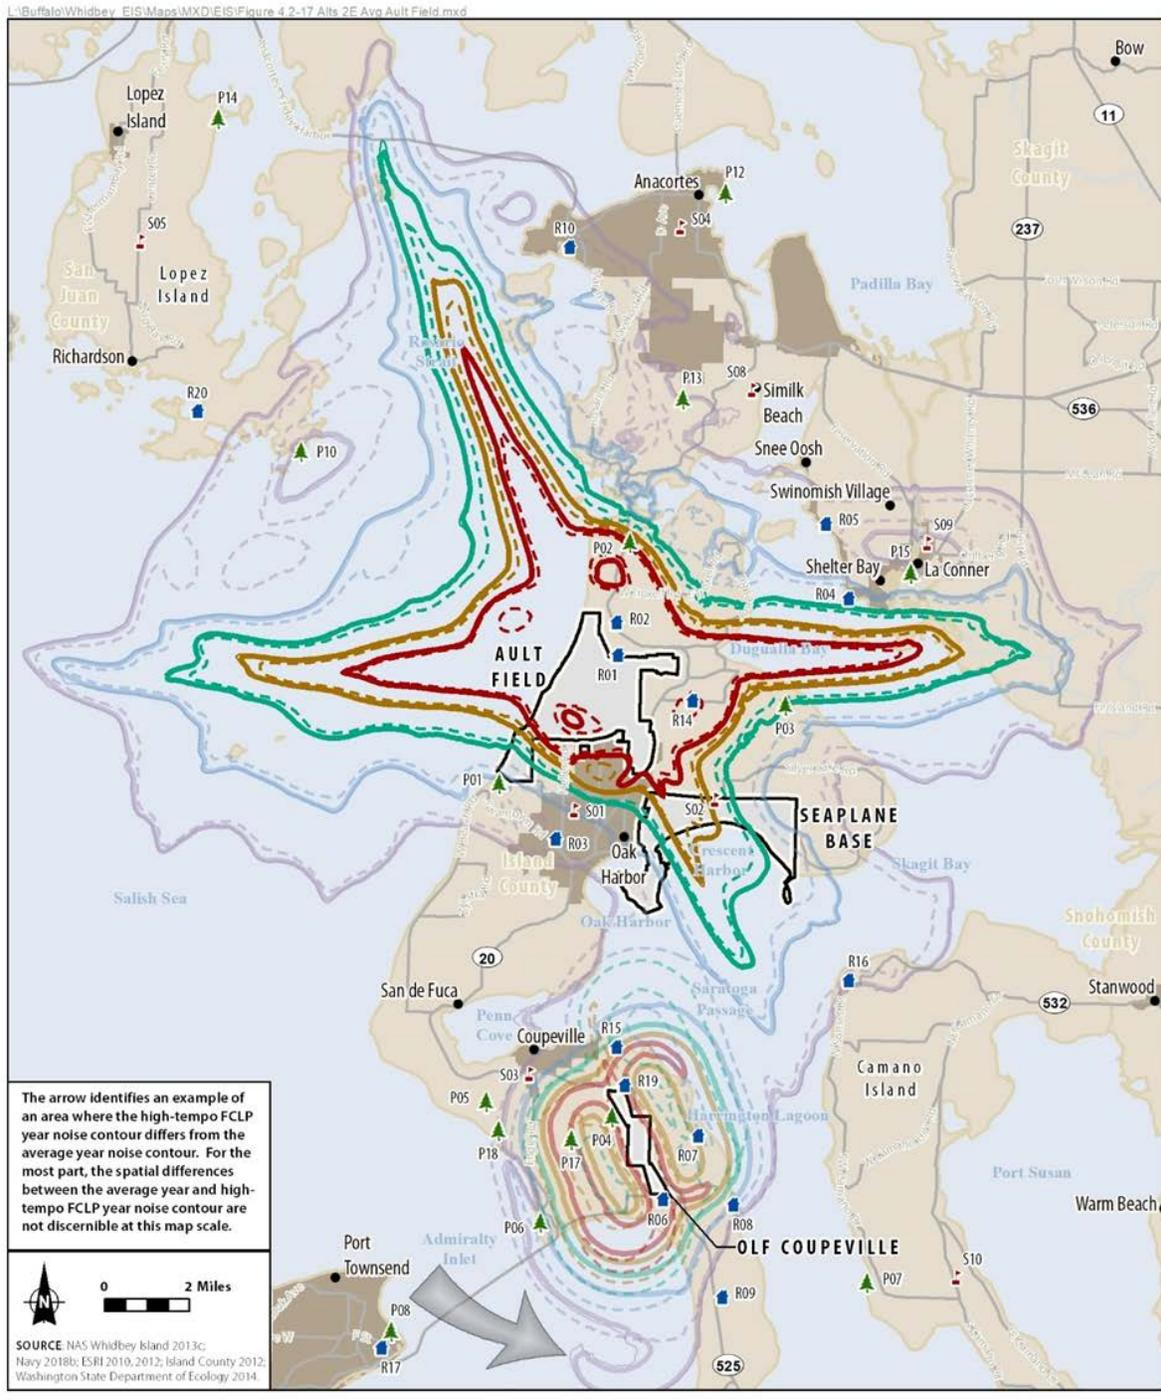 L:\Buffalo\Whidbey_EIS\Maps\MXD\EIS\Figure 4.2-17 Alts 2E Avg Ault Field.mxd
Bow
Lopez
Island
P14
11
Skagit
County
P12
Anacortes
S04
R10
237
S05
San
Juan
County
Lopez
Island
Padilla Bay
Rosario
Strait
Richardson
R20
P13
S08
Similk
Beach
536
P10
Snee Oosh
Swinomish Village
R05
S09
P15
La Conner
P02
Shelter Bay
R04
R02
AULT
FIELD
R01
Dugualla Bay
R14
P03
P01
S01
S02
SEAPLANE
BASE
R03
Oak
Harbor
Crescent
Harbor
Island
County
Skagit Bay
Salish Sea
Oak Harbor
Snohomish
County
20
R16
San de Fuca
Saratoga
Passage
532
Stanwood
Penn
Cove
Coupeville
R15
S03
R19
Camano
Island
P05
Harrington Lagoon
P18
P04
P17
R07
Port Susan
R06
R08
P06
Warm Beach
Admiralty
Inlet
OLF COUPEVILLE
Port
Townsend
P07
S10
R09
P08
R17
525
The arrow identifies an example of
an area where the high-tempo FCLP
year noise contour differs from the
average year noise contour. For the
most part, the spatial differences
between the average year and high-
tempo FCLP year noise contour are
not discernible at this map scale.
N
0 2 Miles
SOURCE: NAS Whidbey Island 2013c;
Navy 2018b; ESRI 2010, 2012; Island County 2012;
Washington State Department of Ecology 2014.